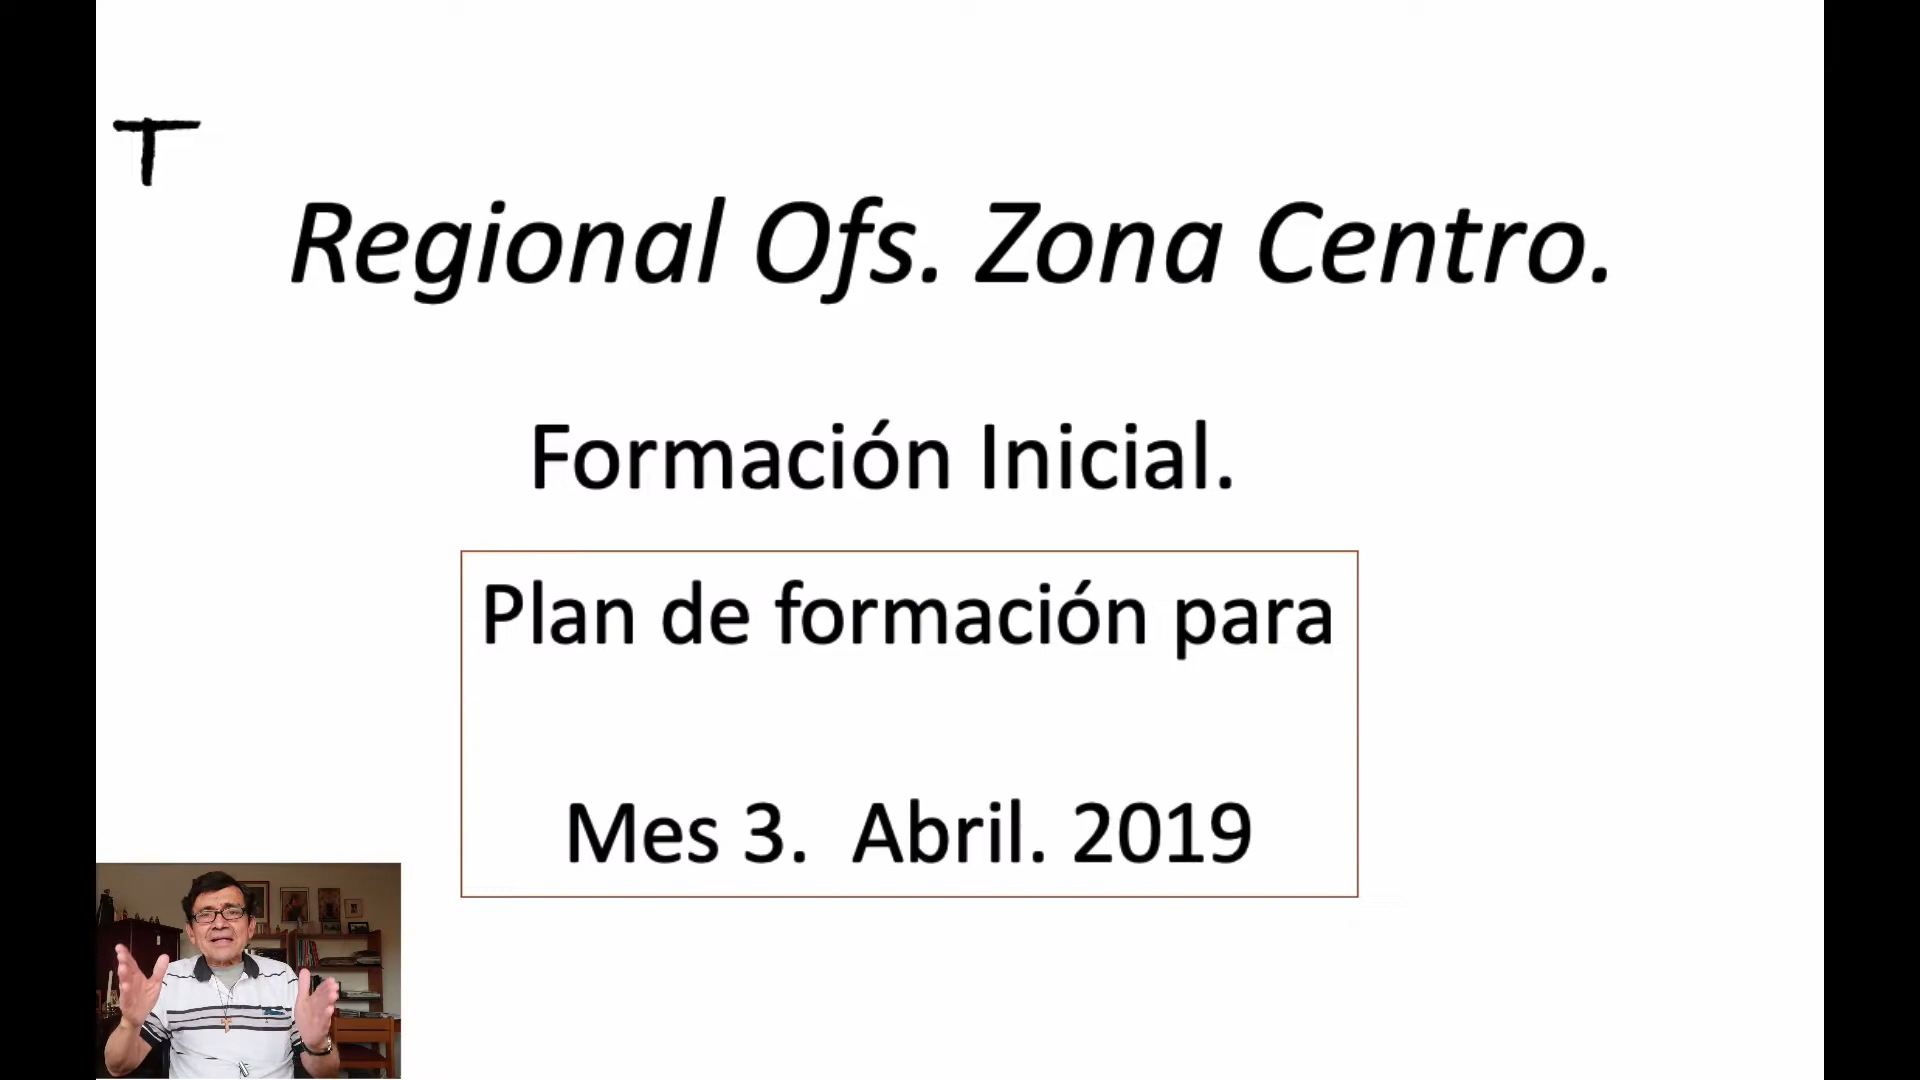 Regional Ofs. Zona Centro.
Formación Inicial.
Plan de formación para
Mes 3. Abril. 2019